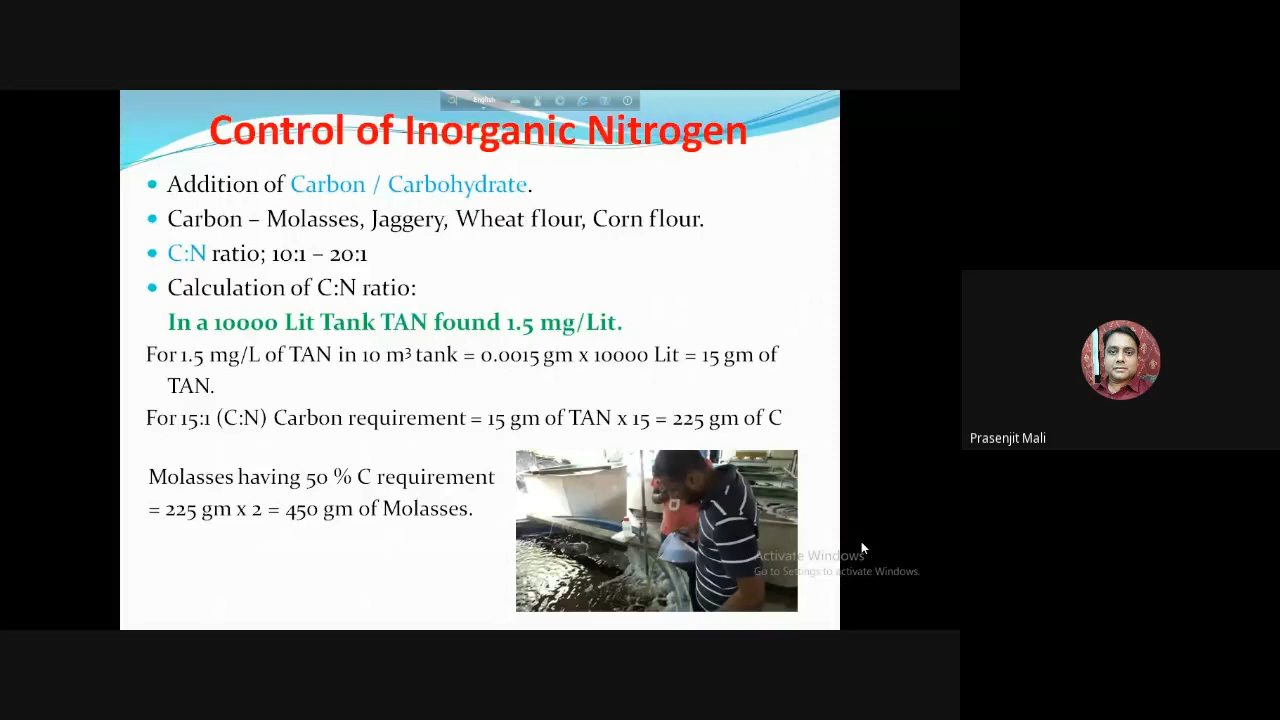 English
Control of Inorganic Nitrogen
• Addition of Carbon / Carbohydrate.
• Carbon – Molasses, Jaggery, Wheat flour, Corn flour.
• C:N ratio; 10:1 – 20:1
• Calculation of C:N ratio:
In a 10000 Lit Tank TAN found 1.5 mg/Lit.
For 1.5 mg/L of TAN in 10 m³ tank = 0.0015 gm x 10000 Lit = 15 gm of
TAN.
For 15:1 (C:N) Carbon requirement = 15 gm of TAN x 15 = 225 gm of C
Molasses having 50 % C requirement
= 225 gm x 2 = 450 gm of Molasses.
Activate Windows
Go to Settings to activate Windows.
Prasenjit Mali